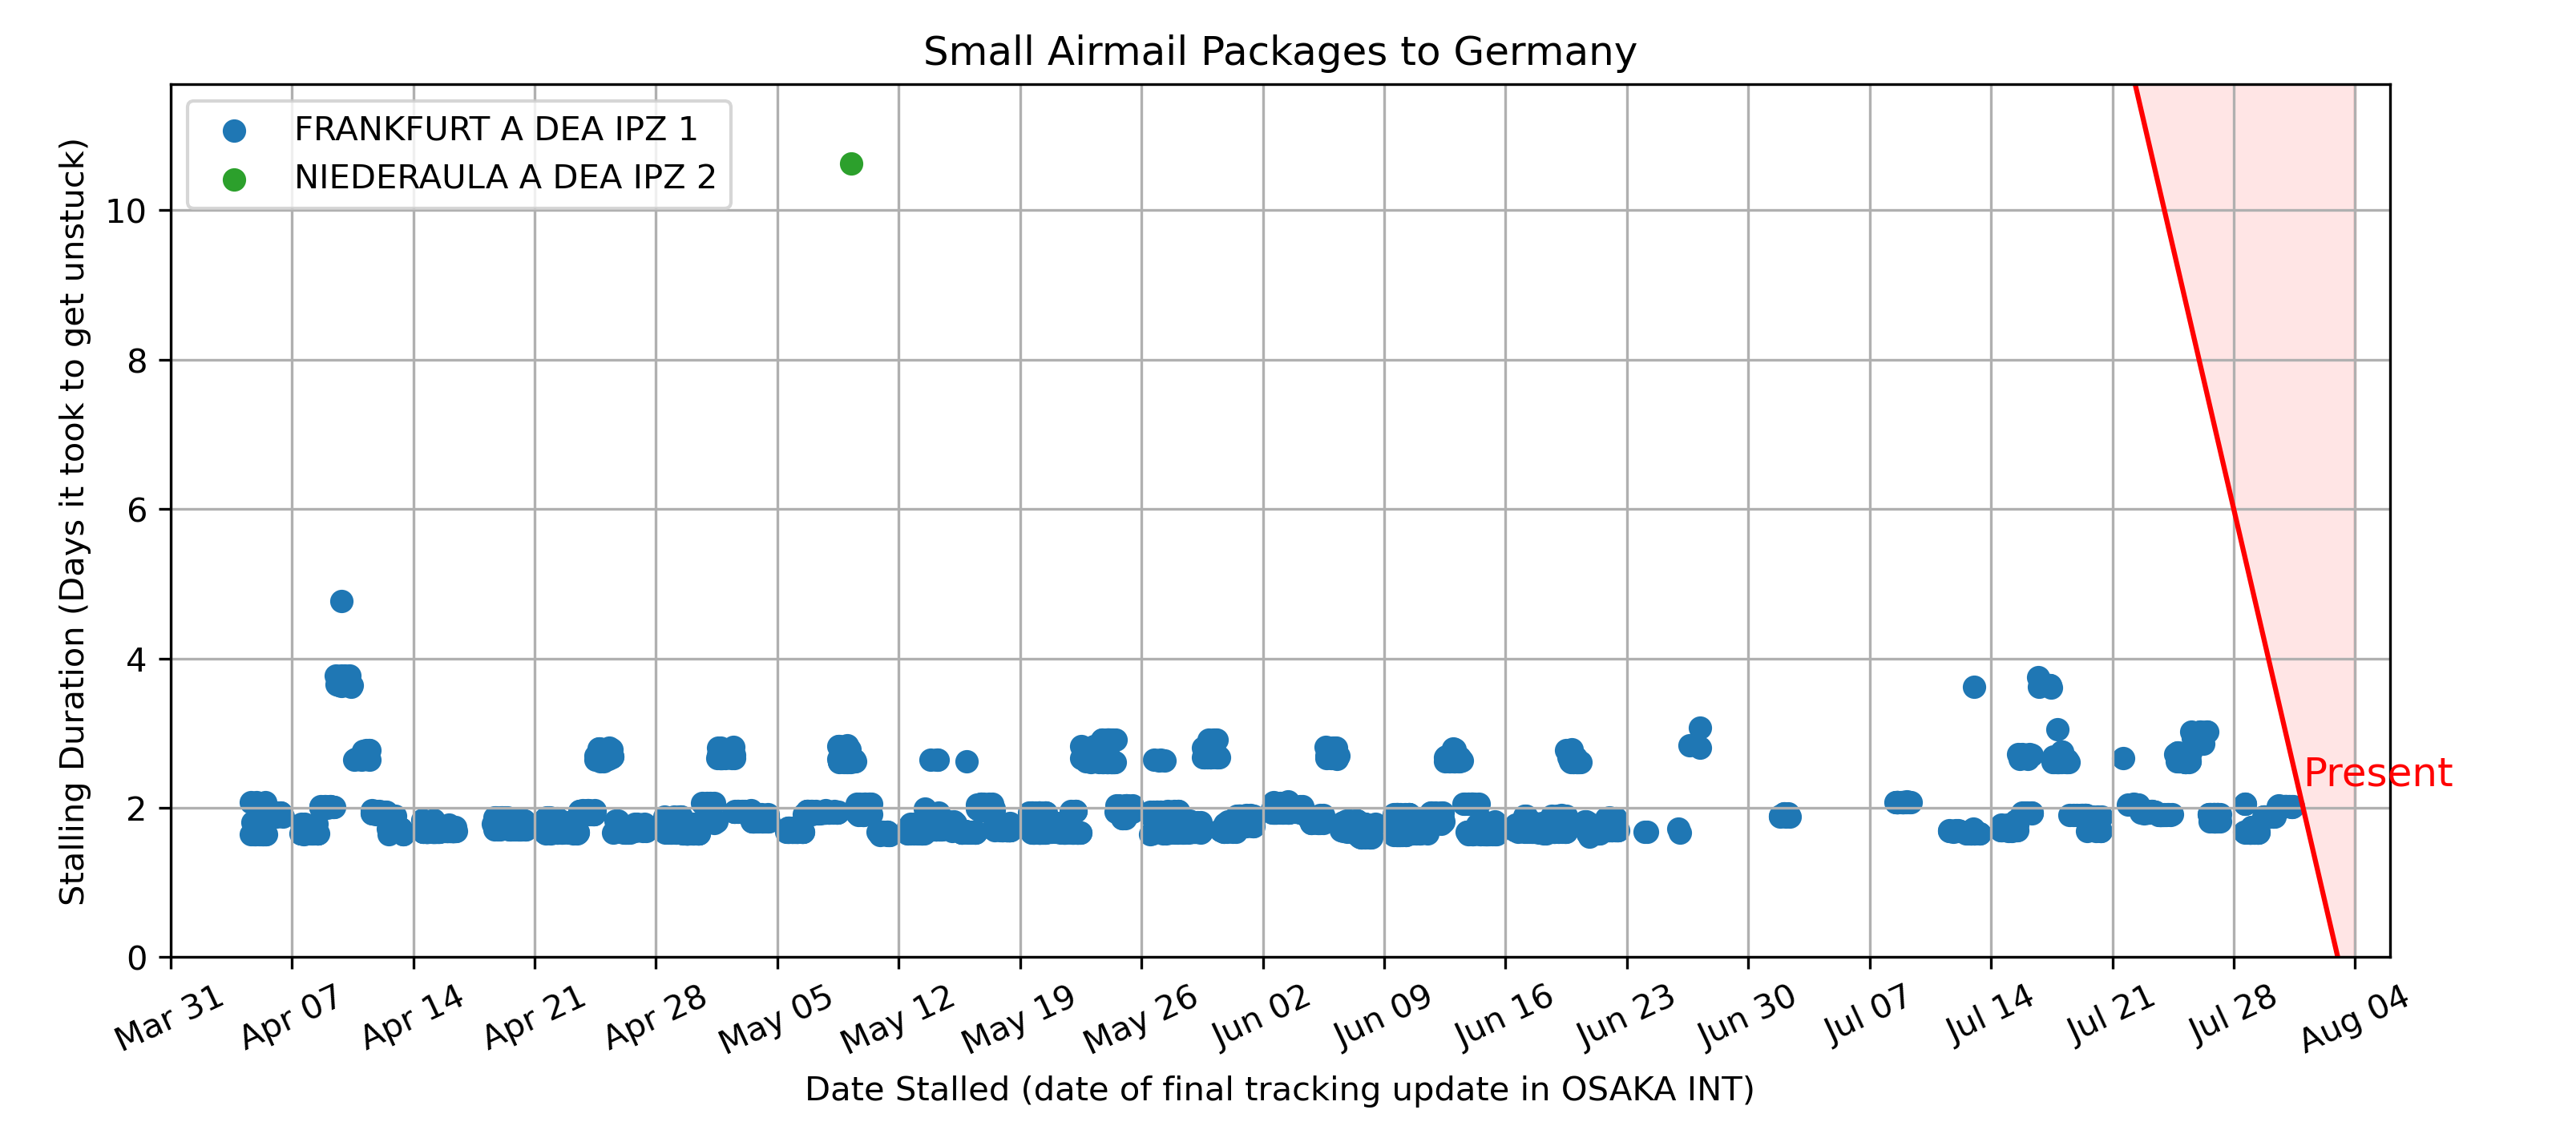 Small Airmail Packages to Germany
FRANKFURT A DEA IPZ 1
NIEDERAULA A DEA IPZ 2
Stalling Duration (Days it took to get unstuck)
10
8
6
4
2
0
Present
Mar 31
Apr 07
Apr 14
Apr 21
Apr 28
May 05
May 12
May 19
May 26
Jun 02
Jun 09
Jun 16
Jun 23
Jun 30
Jul 07
Jul 14
Jul 21
Jul 28
Aug 04
Date Stalled (date of final tracking update in OSAKA INT)